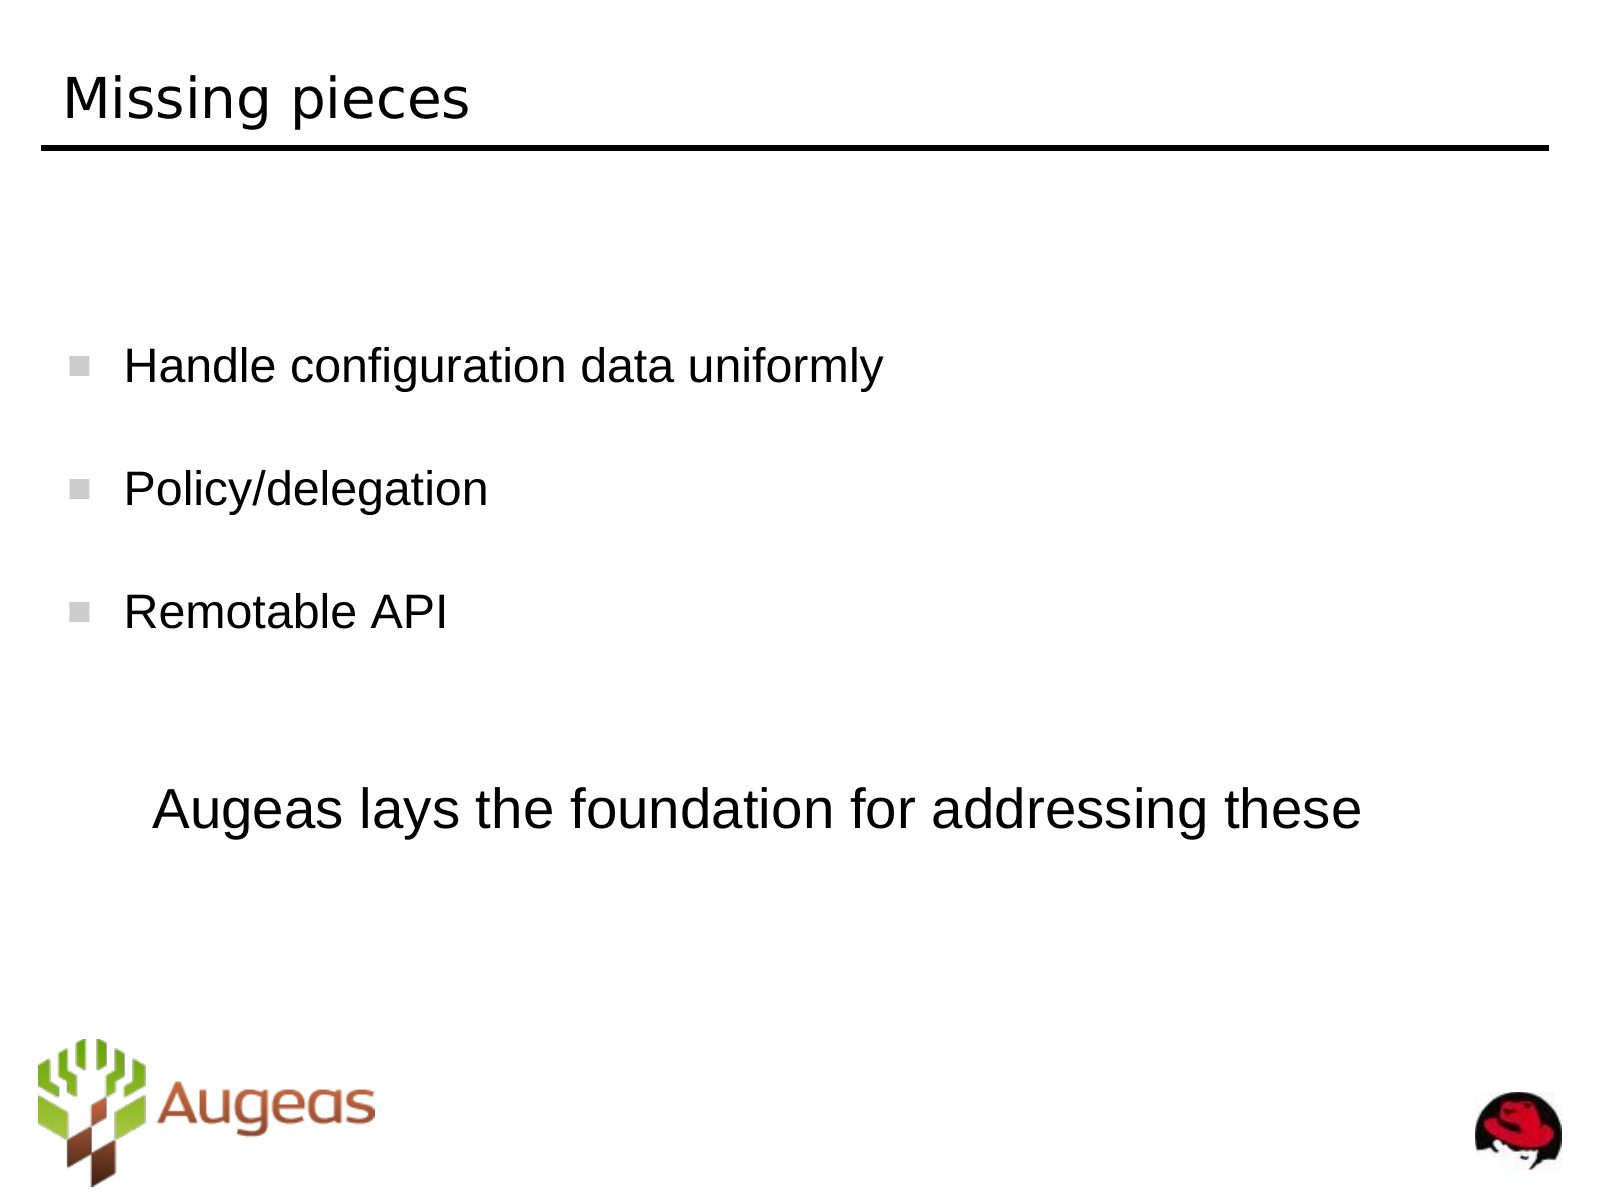 Missing pieces
Handle configuration data uniformly
Policy/delegation
Remotable API
Augeas lays the foundation for addressing these
Augeas